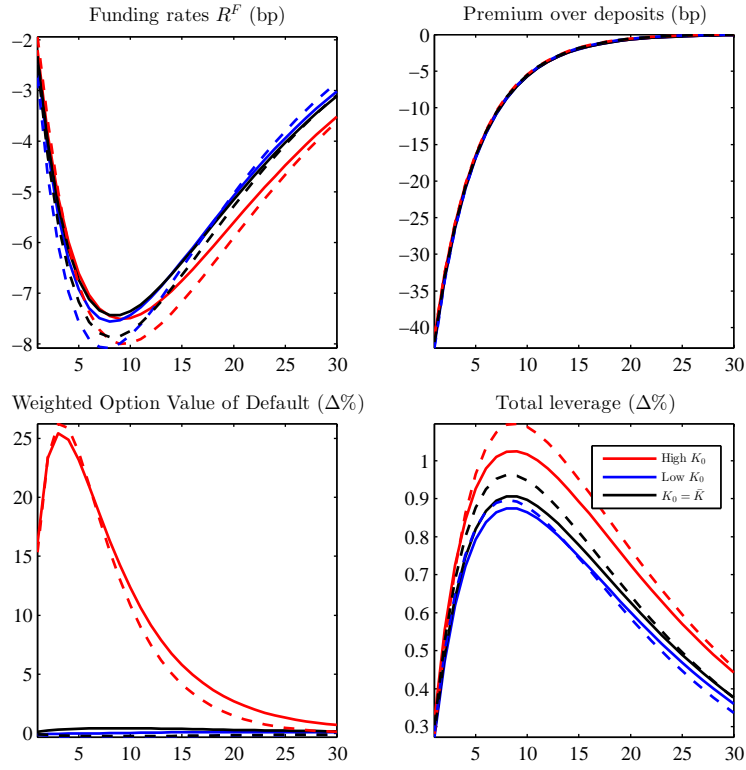 Funding rates R^F (bp)
−2
−3
−4
−5
−6
−7
−8
5 10 15 20 25 30
Premium over deposits (bp)
0
−5
−10
−15
−20
−25
−30
−35
−40
5 10 15 20 25 30
Weighted Option Value of Default (Δ%)
25
20
15
10
5
0
5 10 15 20 25 30
Total leverage (Δ%)
1
0.9
0.8
0.7
0.6
0.5
0.4
0.3
5 10 15 20 25 30
High K₀
Low K₀
K₀ = K̄